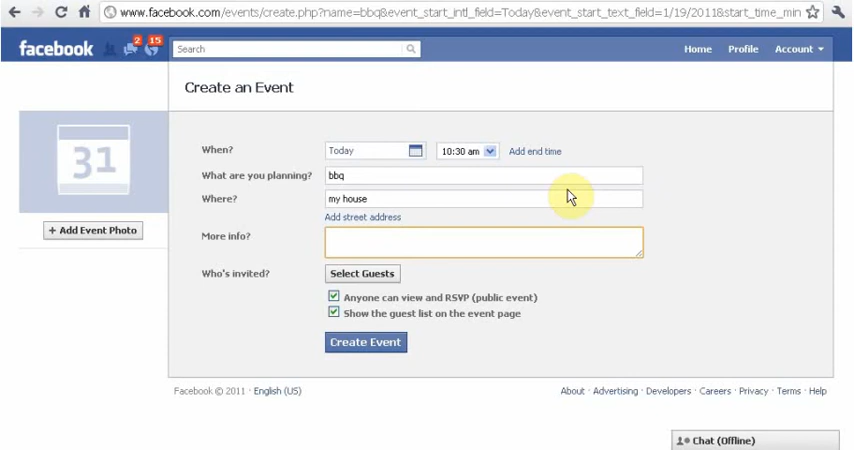 www.facebook.com/events/create.php?name=bbq&event_start_intl_field=Today&event_start_text_field=1/19/2011&start_time_min
facebook 2 15 Search Home Profile Account
Create an Event
31
+ Add Event Photo
When? Today 10:30 am Add end time
What are you planning? bbq
Where? my house
Add street address
More info?
Who's invited? Select Guests
Anyone can view and RSVP (public event)
Show the guest list on the event page
Create Event
Facebook © 2011 · English (US) About · Advertising · Developers · Careers · Privacy · Terms · Help
Chat (Offline)